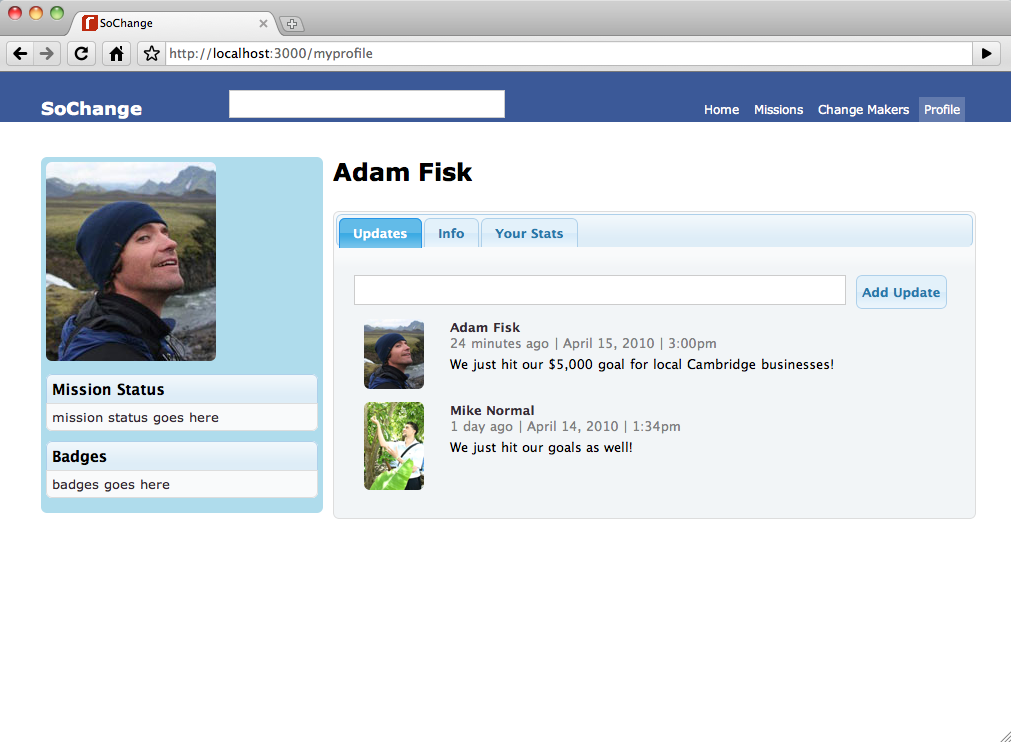 SoChange
http://localhost:3000/myprofile
SoChange
Home Missions Change Makers Profile
Adam Fisk
Updates Info Your Stats
Add Update
Adam Fisk
24 minutes ago | April 15, 2010 | 3:00pm
We just hit our $5,000 goal for local Cambridge businesses!
Mike Normal
1 day ago | April 14, 2010 | 1:34pm
We just hit our goals as well!
Mission Status
mission status goes here
Badges
badges goes here